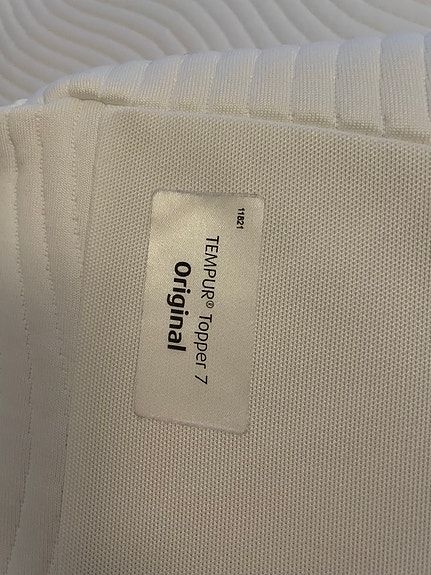 11821
TEMPUR® Topper 7
Original